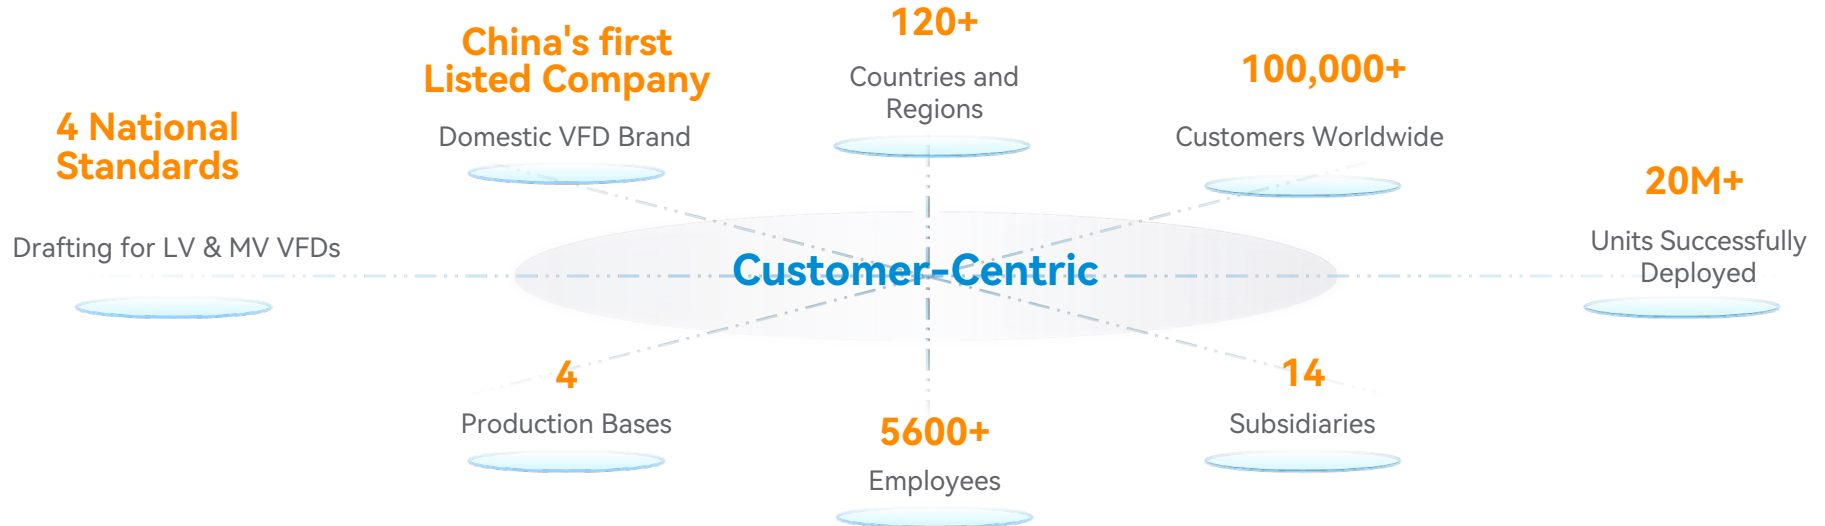 120+
Countries and
Regions
China's first
Listed Company
Domestic VFD Brand
100,000+
Customers Worldwide
4 National
Standards
Drafting for LV & MV VFDs
20M+
Units Successfully
Deployed
Customer-Centric
4
Production Bases
5600+
Employees
14
Subsidiaries